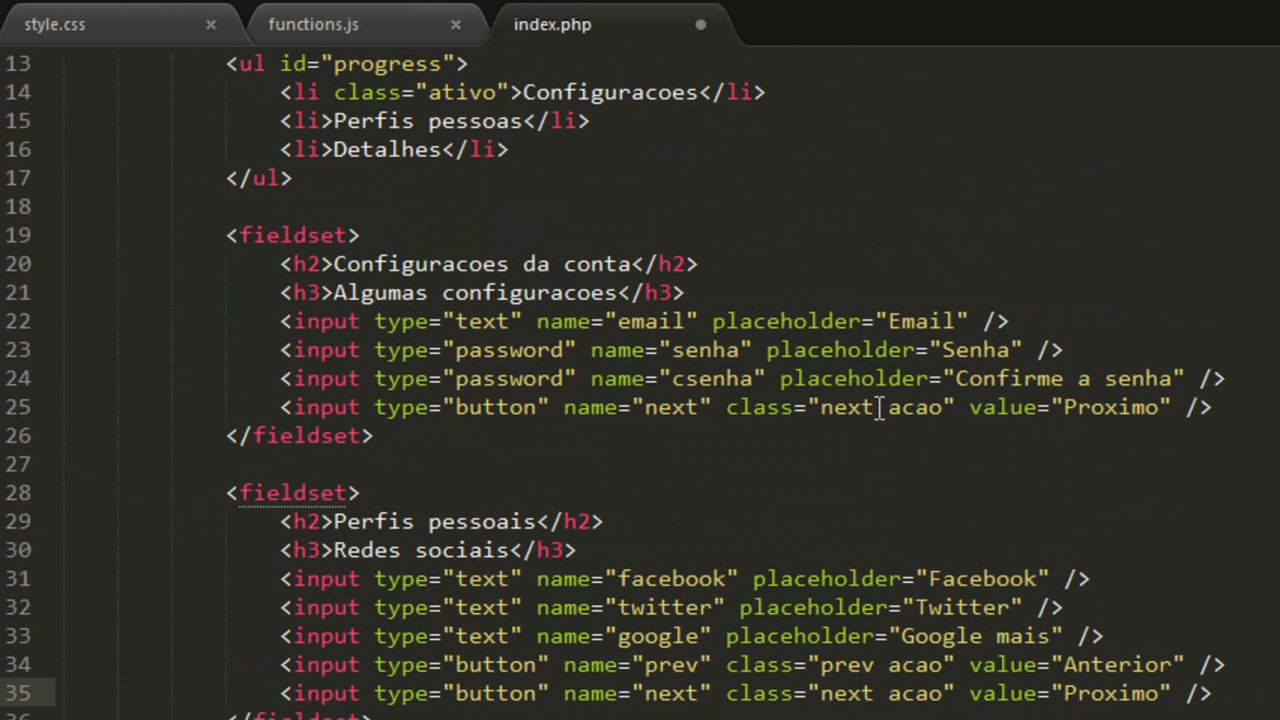 style.css × functions.js × index.php
13 <ul id="progress">
14 <li class="ativo">Configuracoes</li>
15 <li>Perfis pessoas</li>
16 <li>Detalhes</li>
17 </ul>
18
19 <fieldset>
20 <h2>Configuracoes da conta</h2>
21 <h3>Algumas configuracoes</h3>
22 <input type="text" name="email" placeholder="Email" />
23 <input type="password" name="senha" placeholder="Senha" />
24 <input type="password" name="csenha" placeholder="Confirme a senha" />
25 <input type="button" name="next" class="next acao" value="Proximo" />
26 </fieldset>
27
28 <fieldset>
29 <h2>Perfis pessoais</h2>
30 <h3>Redes sociais</h3>
31 <input type="text" name="facebook" placeholder="Facebook" />
32 <input type="text" name="twitter" placeholder="Twitter" />
33 <input type="text" name="google" placeholder="Google mais" />
34 <input type="button" name="prev" class="prev acao" value="Anterior" />
35 <input type="button" name="next" class="next acao" value="Proximo" />
36 </fieldset>